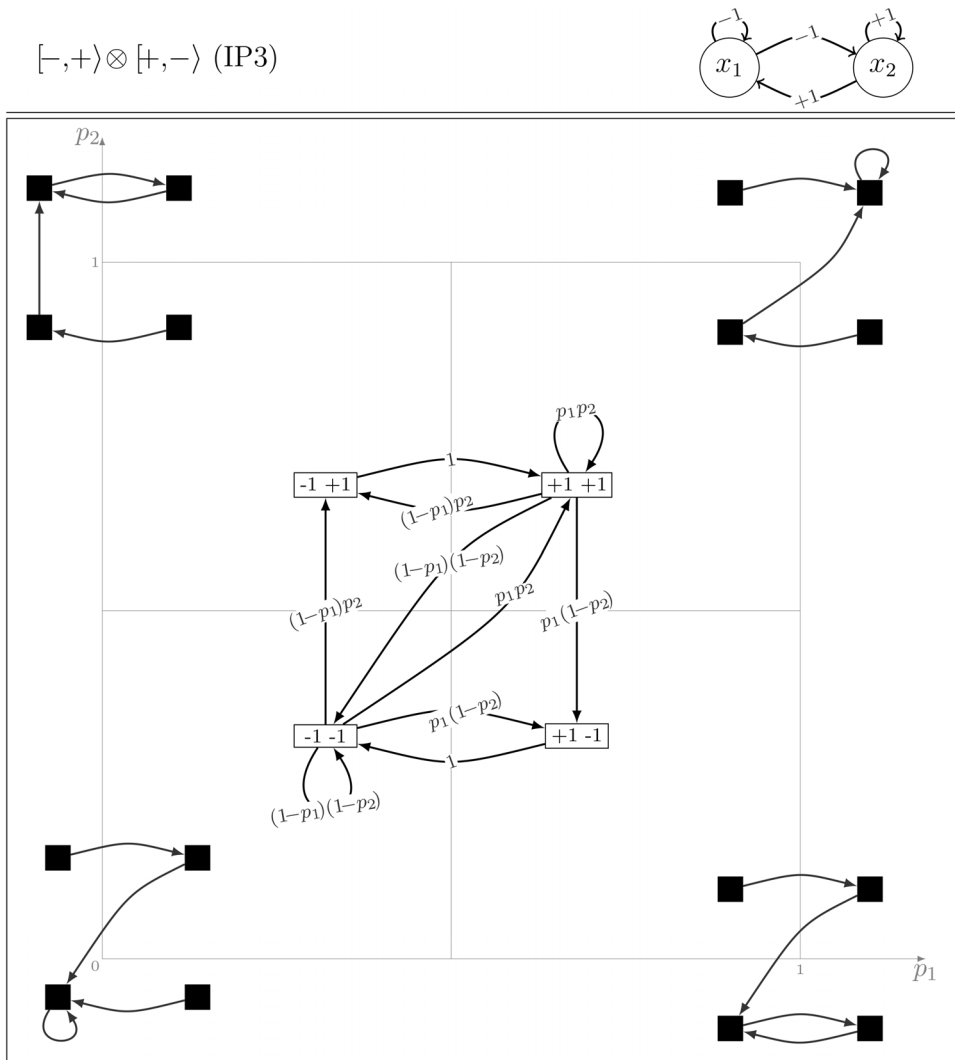 [−,+⟩⊗[+,−⟩ (IP3)
−1 −1 +1
x₁ x₂
+1
p₂
1
p₁p₂
-1 +1 1 +1 +1
(1−p₁)p₂
(1−p₁)(1−p₂)
p₁p₂
(1−p₁)p₂ p₁(1−p₂)
p₁(1−p₂)
-1 -1 +1 -1
1
(1−p₁)(1−p₂)
0 1 p₁